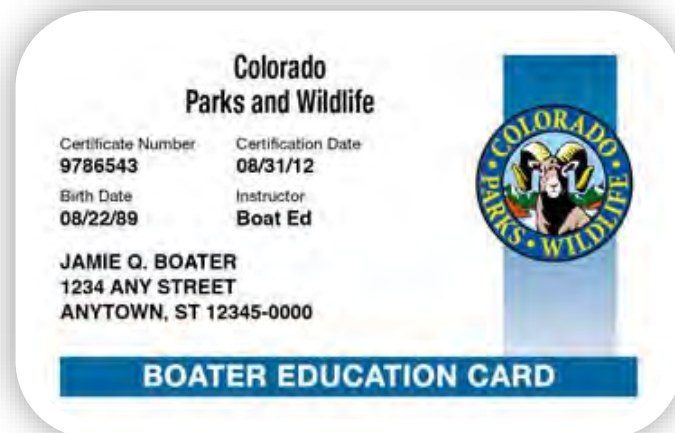 Colorado
Parks and Wildlife
Certificate Number Certification Date
9786543 08/31/12
Birth Date Instructor
08/22/89 Boat Ed
JAMIE Q. BOATER
1234 ANY STREET
ANYTOWN, ST 12345-0000
COLORADO
PARKS • WILDLIFE
BOATER EDUCATION CARD